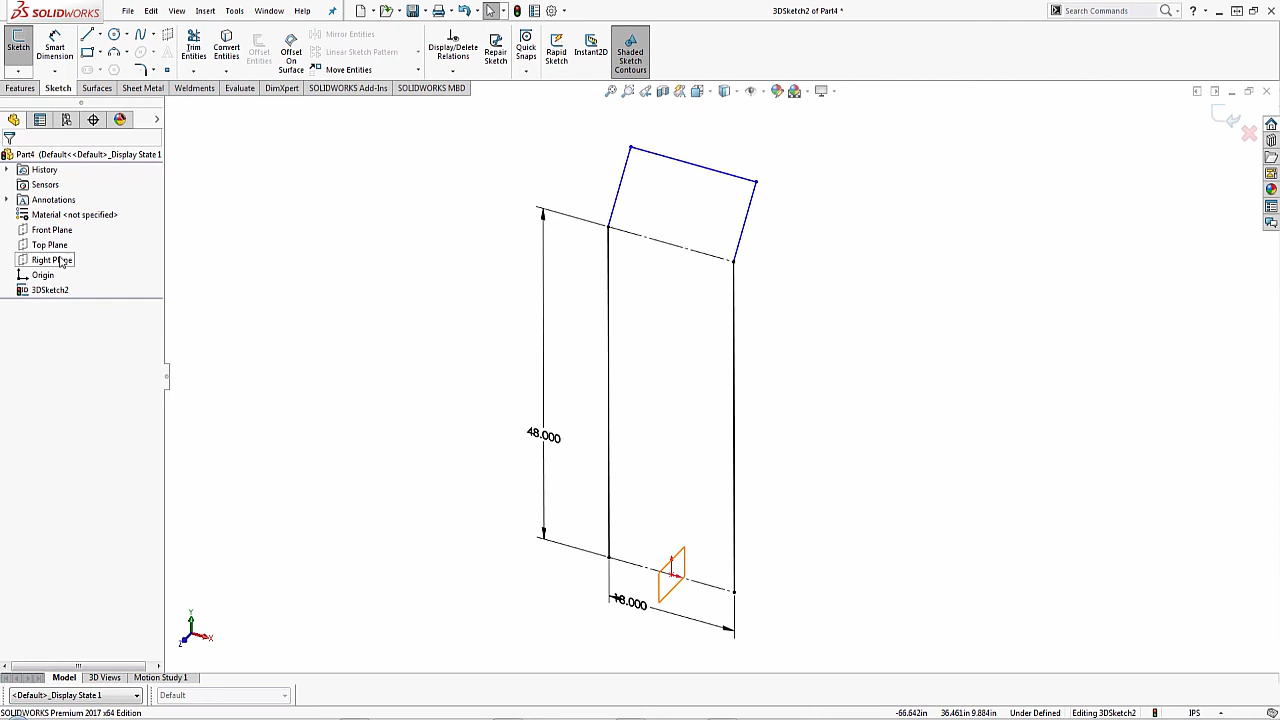 SOLIDWORKS File Edit View Insert Tools Window Help 3DSketch2 of Part4 * Search Commands
Sketch Smart Dimension Trim Entities Convert Entities Offset Entities Offset On Surface Mirror Entities Linear Sketch Pattern Move Entities Display/Delete Relations Repair Sketch Quick Snaps Rapid Sketch Instant2D Shaded Sketch Contours
Features Sketch Surfaces Sheet Metal Weldments Evaluate DimXpert SOLIDWORKS Add-Ins SOLIDWORKS MBD
Part4 (Default<<Default>_Display State 1
History
Sensors
Annotations
Material <not specified>
Front Plane
Top Plane
Right Plane
Origin
3D 3DSketch2
48.000
18.000
Y
X
Z
Model 3D Views Motion Study 1
<Default>_Display State 1 Default
SOLIDWORKS Premium 2017 x64 Edition -66.642in 36.461in 9.884in Under Defined Editing 3DSketch2 IPS